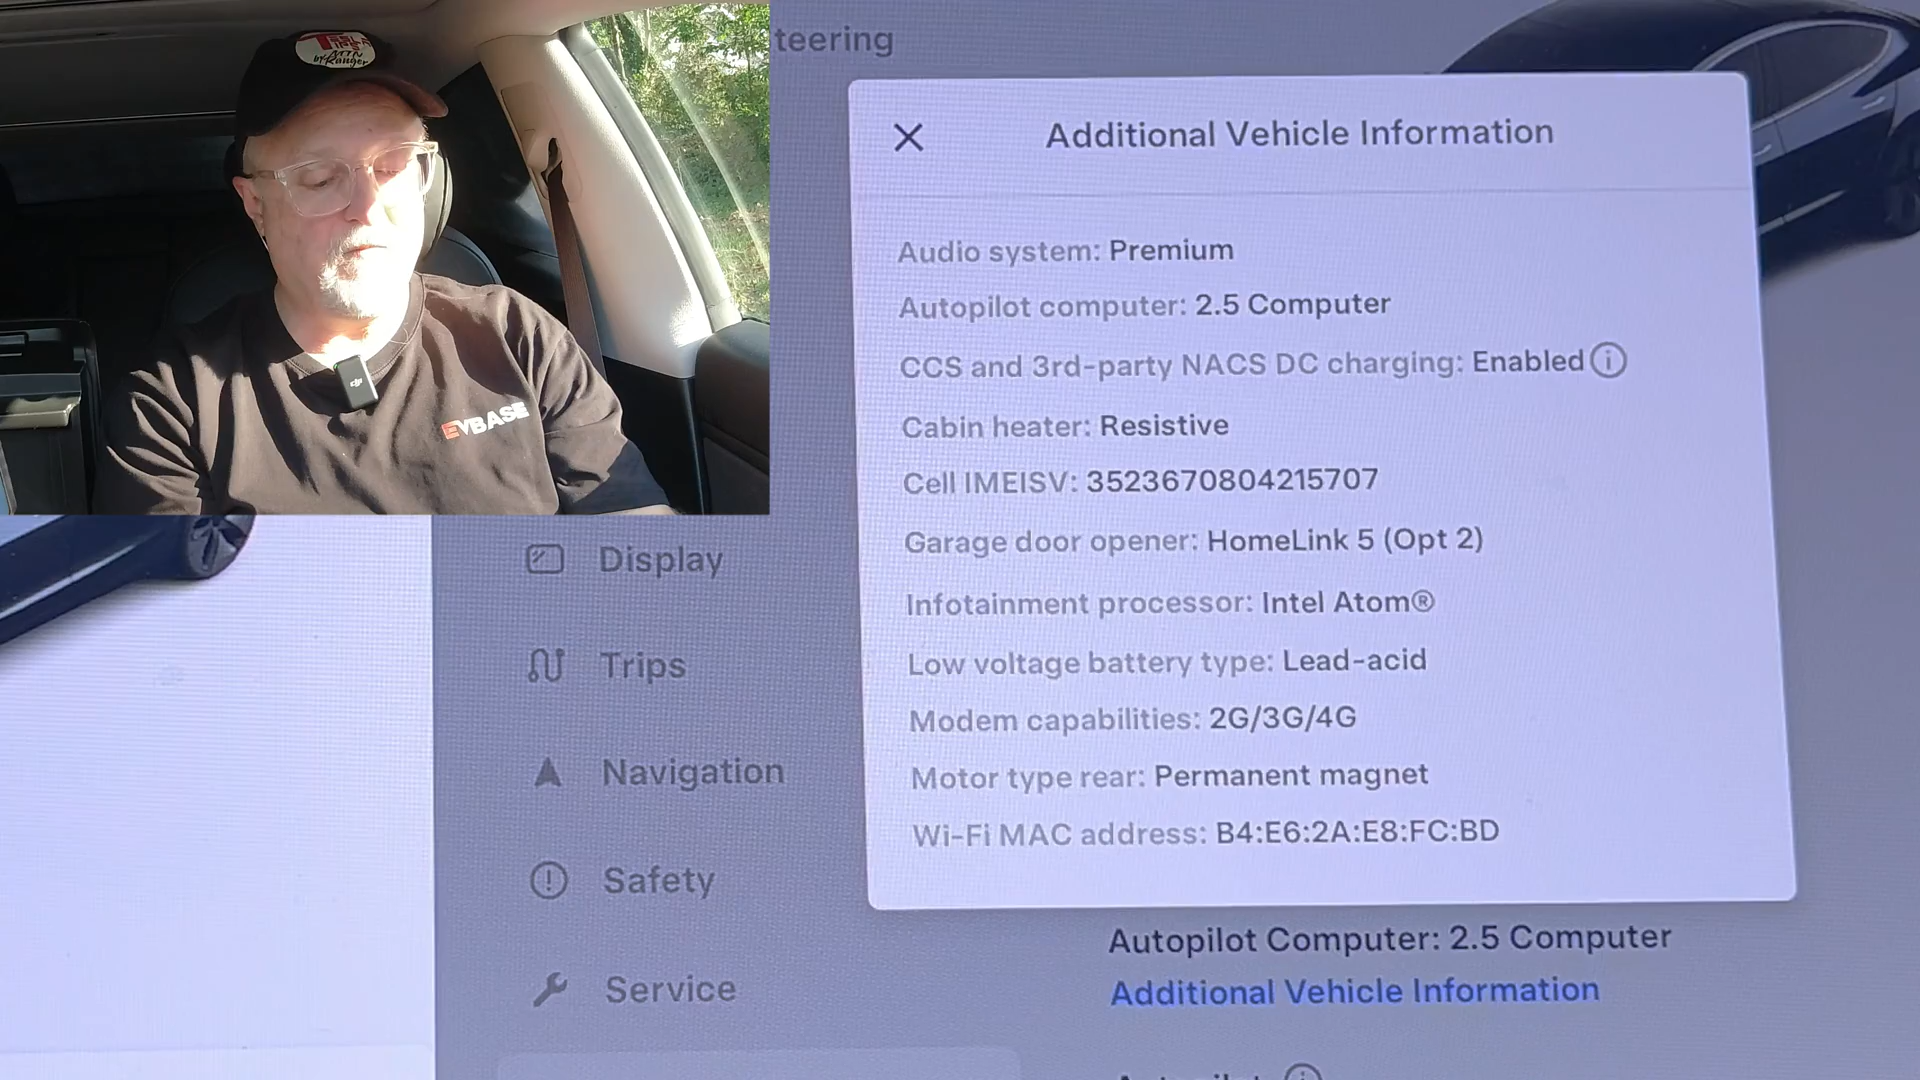 by Ranger
EVBASE
dji
teering
Additional Vehicle Information
Audio system: Premium
Autopilot computer: 2.5 Computer
CCS and 3rd-party NACS DC charging: Enabled
Cabin heater: Resistive
Cell IMEISV: 3523670804215707
Garage door opener: HomeLink 5 (Opt 2)
Infotainment processor: Intel Atom®
Low voltage battery type: Lead-acid
Modem capabilities: 2G/3G/4G
Motor type rear: Permanent magnet
Wi-Fi MAC address: B4:E6:2A:E8:FC:BD
Display
Trips
Navigation
Safety
Service
Autopilot Computer: 2.5 Computer
Additional Vehicle Information